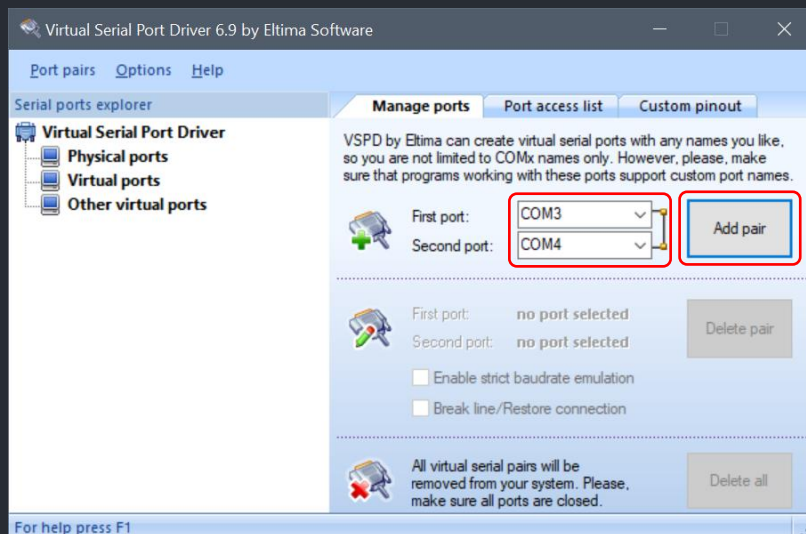 Virtual Serial Port Driver 6.9 by Eltima Software
Port pairs Options Help
Serial ports explorer
Virtual Serial Port Driver
Physical ports
Virtual ports
Other virtual ports
Manage ports Port access list Custom pinout
VSPD by Eltima can create virtual serial ports with any names you like,
so you are not limited to COMx names only. However, please, make
sure that programs working with these ports support custom port names.
First port: COM3
Second port: COM4
Add pair
First port: no port selected
Second port: no port selected
Delete pair
Enable strict baudrate emulation
Break line/Restore connection
All virtual serial pairs will be
removed from your system. Please,
make sure all ports are closed.
Delete all
For help press F1